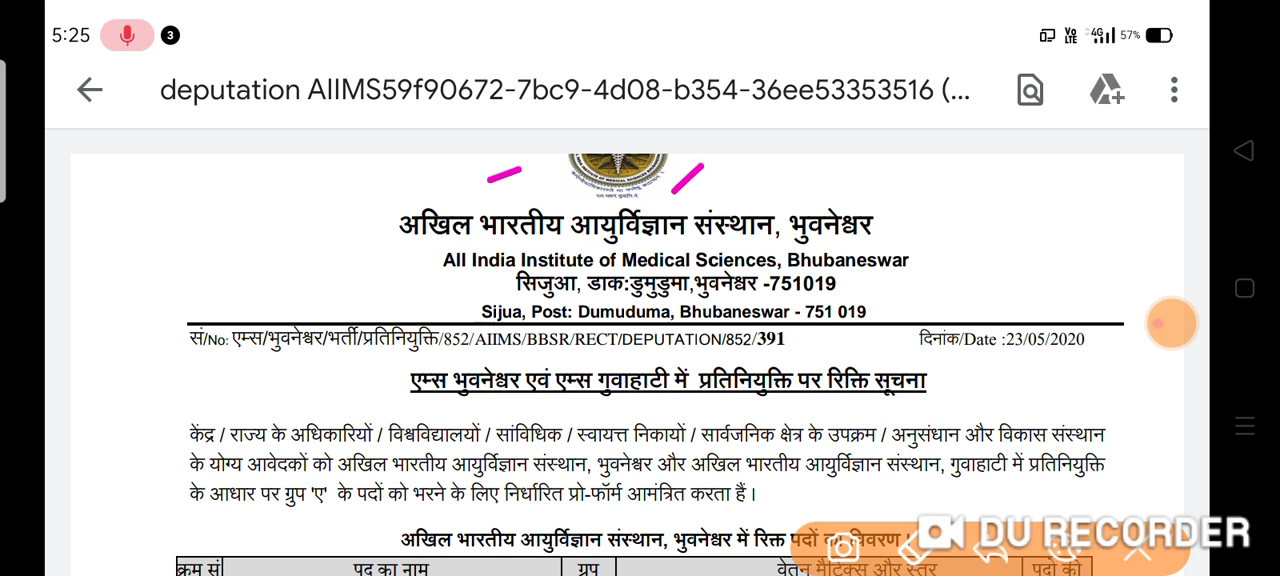 5:25 3 VoLTE 4G 57%
deputation AIIMS59f90672-7bc9-4d08-b354-36ee53353516 (...
अखिल भारतीय आयुर्विज्ञान संस्थान, भुवनेश्वर
All India Institute of Medical Sciences, Bhubaneswar
सिजुआ, डाक:डुमुडुमा,भुवनेश्वर -751019
Sijua, Post: Dumuduma, Bhubaneswar - 751 019
सं/No: एम्स/भुवनेश्वर/भर्ती/प्रतिनियुक्ति/852/AIIMS/BBSR/RECT/DEPUTATION/852/391 दिनांक/Date :23/05/2020
एम्स भुवनेश्वर एवं एम्स गुवाहाटी में प्रतिनियुक्ति पर रिक्ति सूचना
केंद्र / राज्य के अधिकारियों / विश्वविद्यालयों / सांविधिक / स्वायत्त निकायों / सार्वजनिक क्षेत्र के उपक्रम / अनुसंधान और विकास संस्थान
के योग्य आवेदकों को अखिल भारतीय आयुर्विज्ञान संस्थान, भुवनेश्वर और अखिल भारतीय आयुर्विज्ञान संस्थान, गुवाहाटी में प्रतिनियुक्ति
के आधार पर ग्रुप 'ए' के पदों को भरने के लिए निर्धारित प्रो-फॉर्म आमंत्रित करता हैं ।
अखिल भारतीय आयुर्विज्ञान संस्थान, भुवनेश्वर में रिक्त पदों का विवरण
DU RECORDER
क्रम सं पद का नाम ग्रुप वेतन मैट्रिक्स और स्तर पदों की